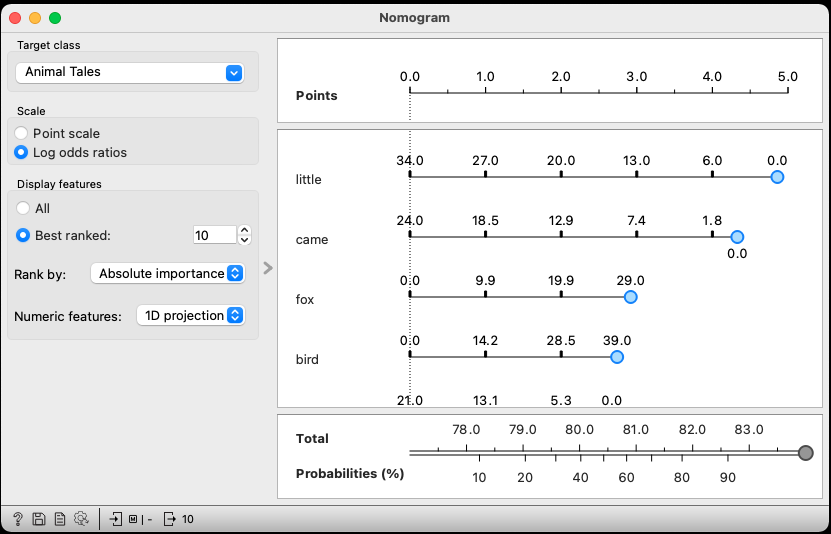 Nomogram
Target class
Animal Tales
Scale
Point scale
Log odds ratios
Display features
All
Best ranked: 10
Rank by: Absolute importance
Numeric features: 1D projection
0.0 1.0 2.0 3.0 4.0 5.0
Points
34.0 27.0 20.0 13.0 6.0 0.0
little
24.0 18.5 12.9 7.4 1.8
came
0.0
0.0 9.9 19.9 29.0
fox
0.0 14.2 28.5 39.0
bird
21.0 13.1 5.3 0.0
78.0 79.0 80.0 81.0 82.0 83.0
Total
Probabilities (%)
10 20 40 60 80 90
? M | - 10